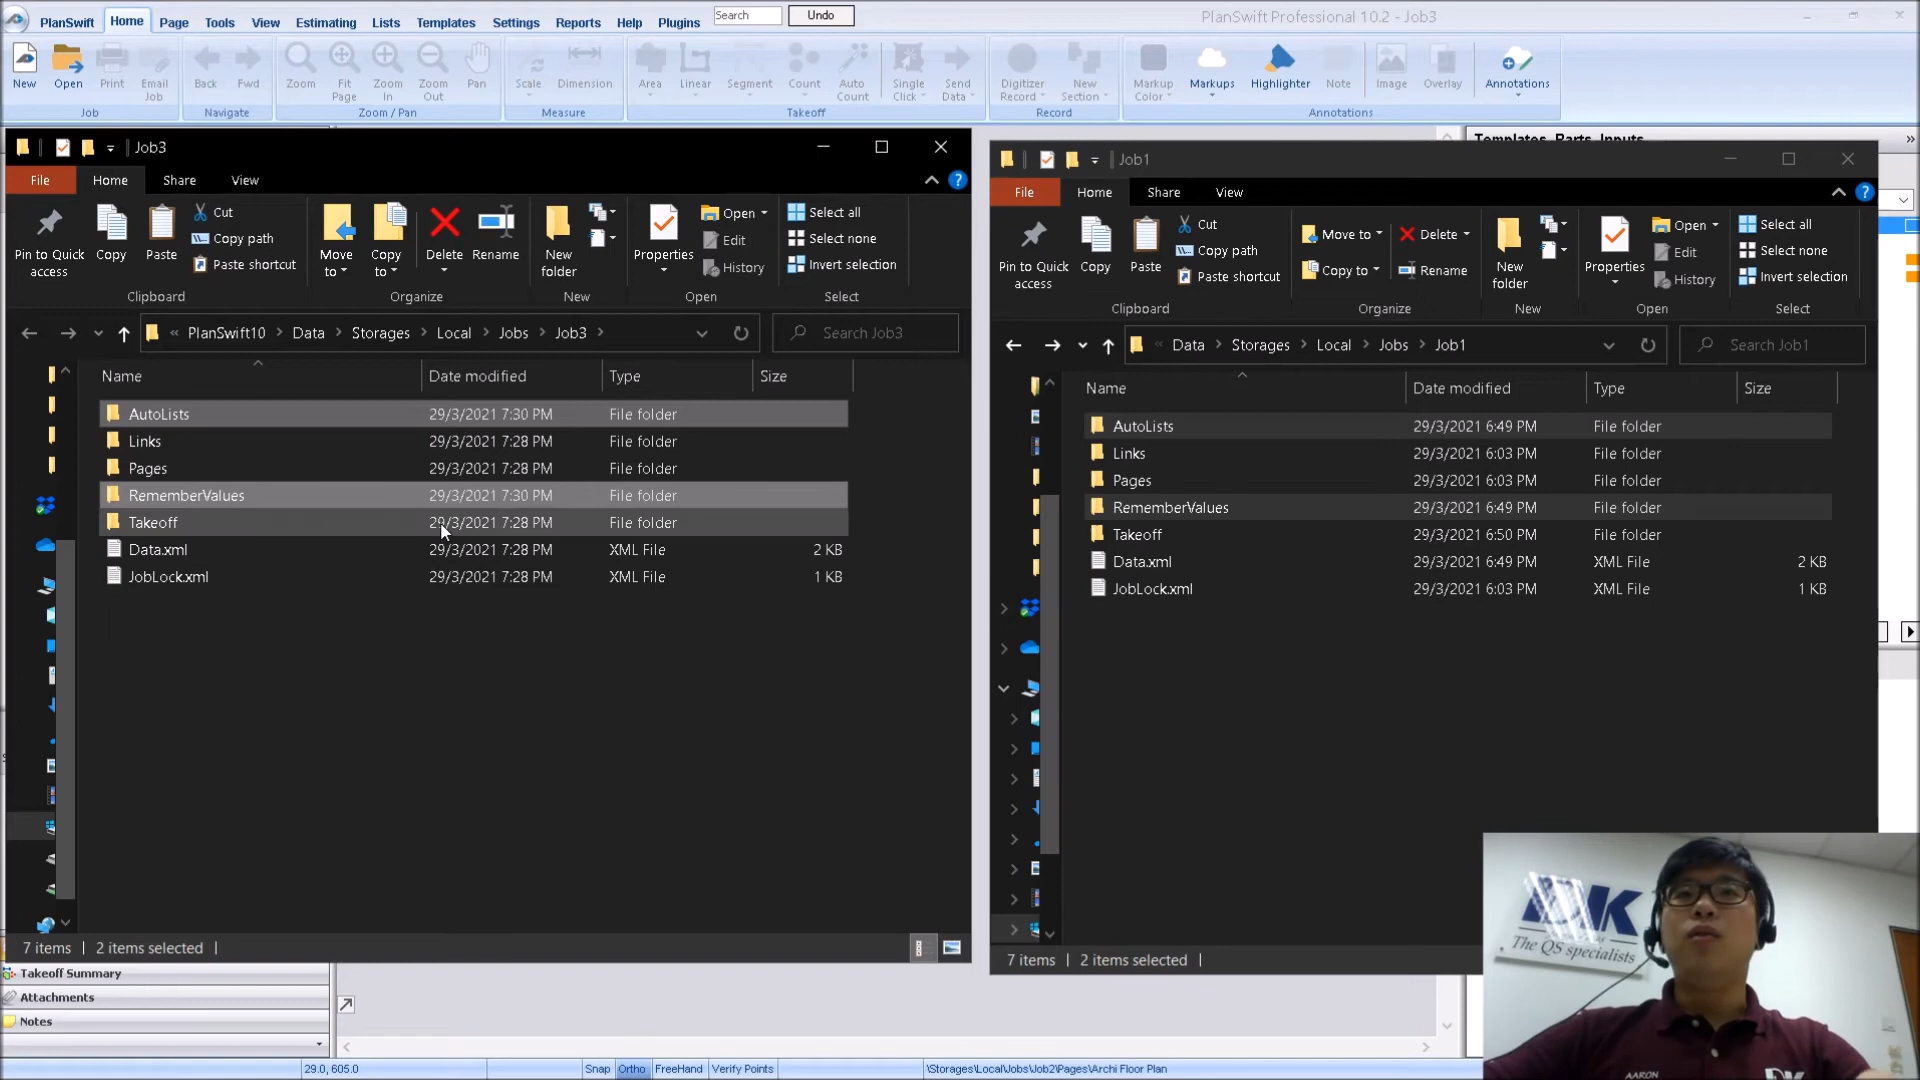 PlanSwift Home Page Tools View Estimating Lists Templates Settings Reports Help Plugins Search Undo PlanSwift Professional 10.2 - Job3
New Open Print Email Job Back Fwd Zoom Fit Page Zoom In Zoom Out Pan Scale Dimension Area Linear Segment Count Auto Count Single Click Send Data Digitizer Record New Section Markup Color Markups Highlighter Note Image Overlay Annotations
Job Navigate Zoom / Pan Measure Takeoff Record Annotations
Templates, Parts, Inputs
Job3
File Home Share View
Pin to Quick access Copy Paste Cut Copy path Paste shortcut Move to Copy to Delete Rename New folder Properties Open Edit History Select all Select none Invert selection
Clipboard Organize New Open Select
« PlanSwift10 Data Storages Local Jobs Job3 Search Job3
Name Date modified Type Size
AutoLists 29/3/2021 7:30 PM File folder
Links 29/3/2021 7:28 PM File folder
Pages 29/3/2021 7:28 PM File folder
RememberValues 29/3/2021 7:30 PM File folder
Takeoff 29/3/2021 7:28 PM File folder
Data.xml 29/3/2021 7:28 PM XML File 2 KB
JobLock.xml 29/3/2021 7:28 PM XML File 1 KB
7 items 2 items selected
Job1
File Home Share View
Pin to Quick access Copy Paste Cut Copy path Paste shortcut Move to Copy to Delete Rename New folder Properties Open Edit History Select all Select none Invert selection
Clipboard Organize New Open Select
« Data Storages Local Jobs Job1 Search Job1
Name Date modified Type Size
AutoLists 29/3/2021 6:49 PM File folder
Links 29/3/2021 6:03 PM File folder
Pages 29/3/2021 6:03 PM File folder
RememberValues 29/3/2021 6:49 PM File folder
Takeoff 29/3/2021 6:50 PM File folder
Data.xml 29/3/2021 6:49 PM XML File 2 KB
JobLock.xml 29/3/2021 6:03 PM XML File 1 KB
7 items 2 items selected
Takeoff Summary
Attachments
Notes
29.0, 605.0 Snap Ortho FreeHand Verify Points \Storages\Local\Jobs\Job2\Pages\Archi Floor Plan
The QS specialists
AARON